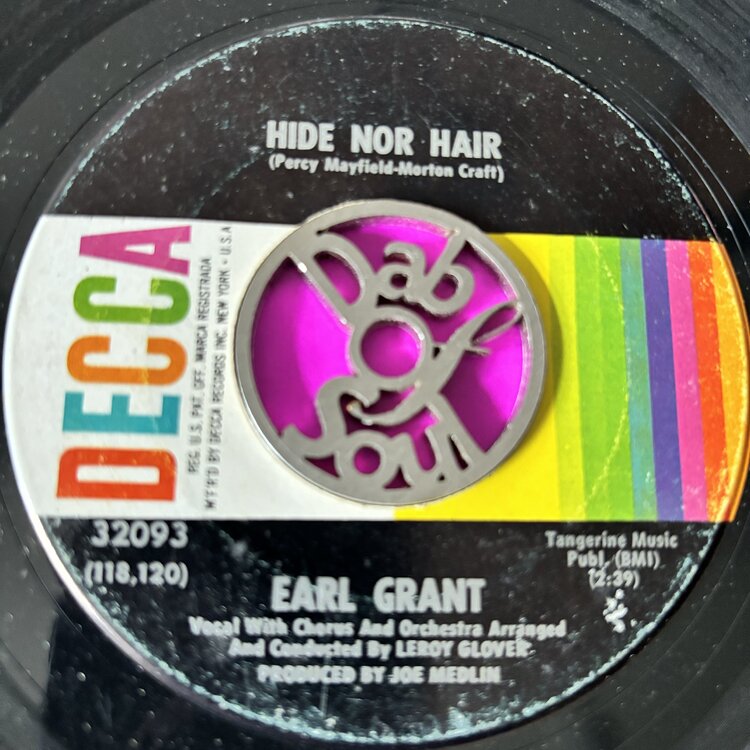 HIDE NOR HAIR
(Percy Mayfield-Morton Craft)
DECCA
REG. U.S. PAT. OFF. MARCA REGISTRADA
M'F'R'D BY DECCA RECORDS INC. NEW YORK • U.S.A
Dab
Of
Soul
32093
(118,120)
Tangerine Music
Publ. (BMI)
(2:39)
EARL GRANT
Vocal With Chorus And Orchestra Arranged
And Conducted By LEROY GLOVER
PRODUCED BY JOE MEDLIN